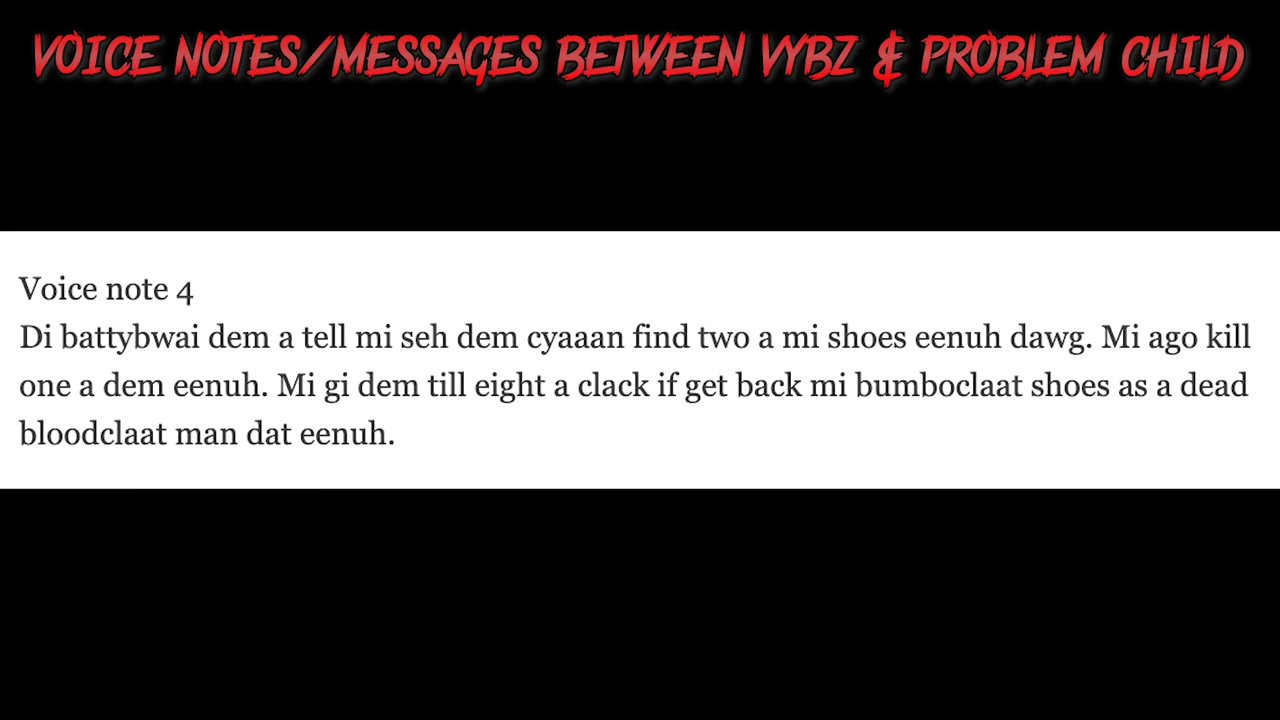 VOICE NOTES/MESSAGES BETWEEN VYBZ & PROBLEM CHILD
Voice note 4
Di battybwai dem a tell mi seh dem cyaaan find two a mi shoes eenuh dawg. Mi ago kill
one a dem eenuh. Mi gi dem till eight a clack if get back mi bumboclaat shoes as a dead
bloodclaat man dat eenuh.